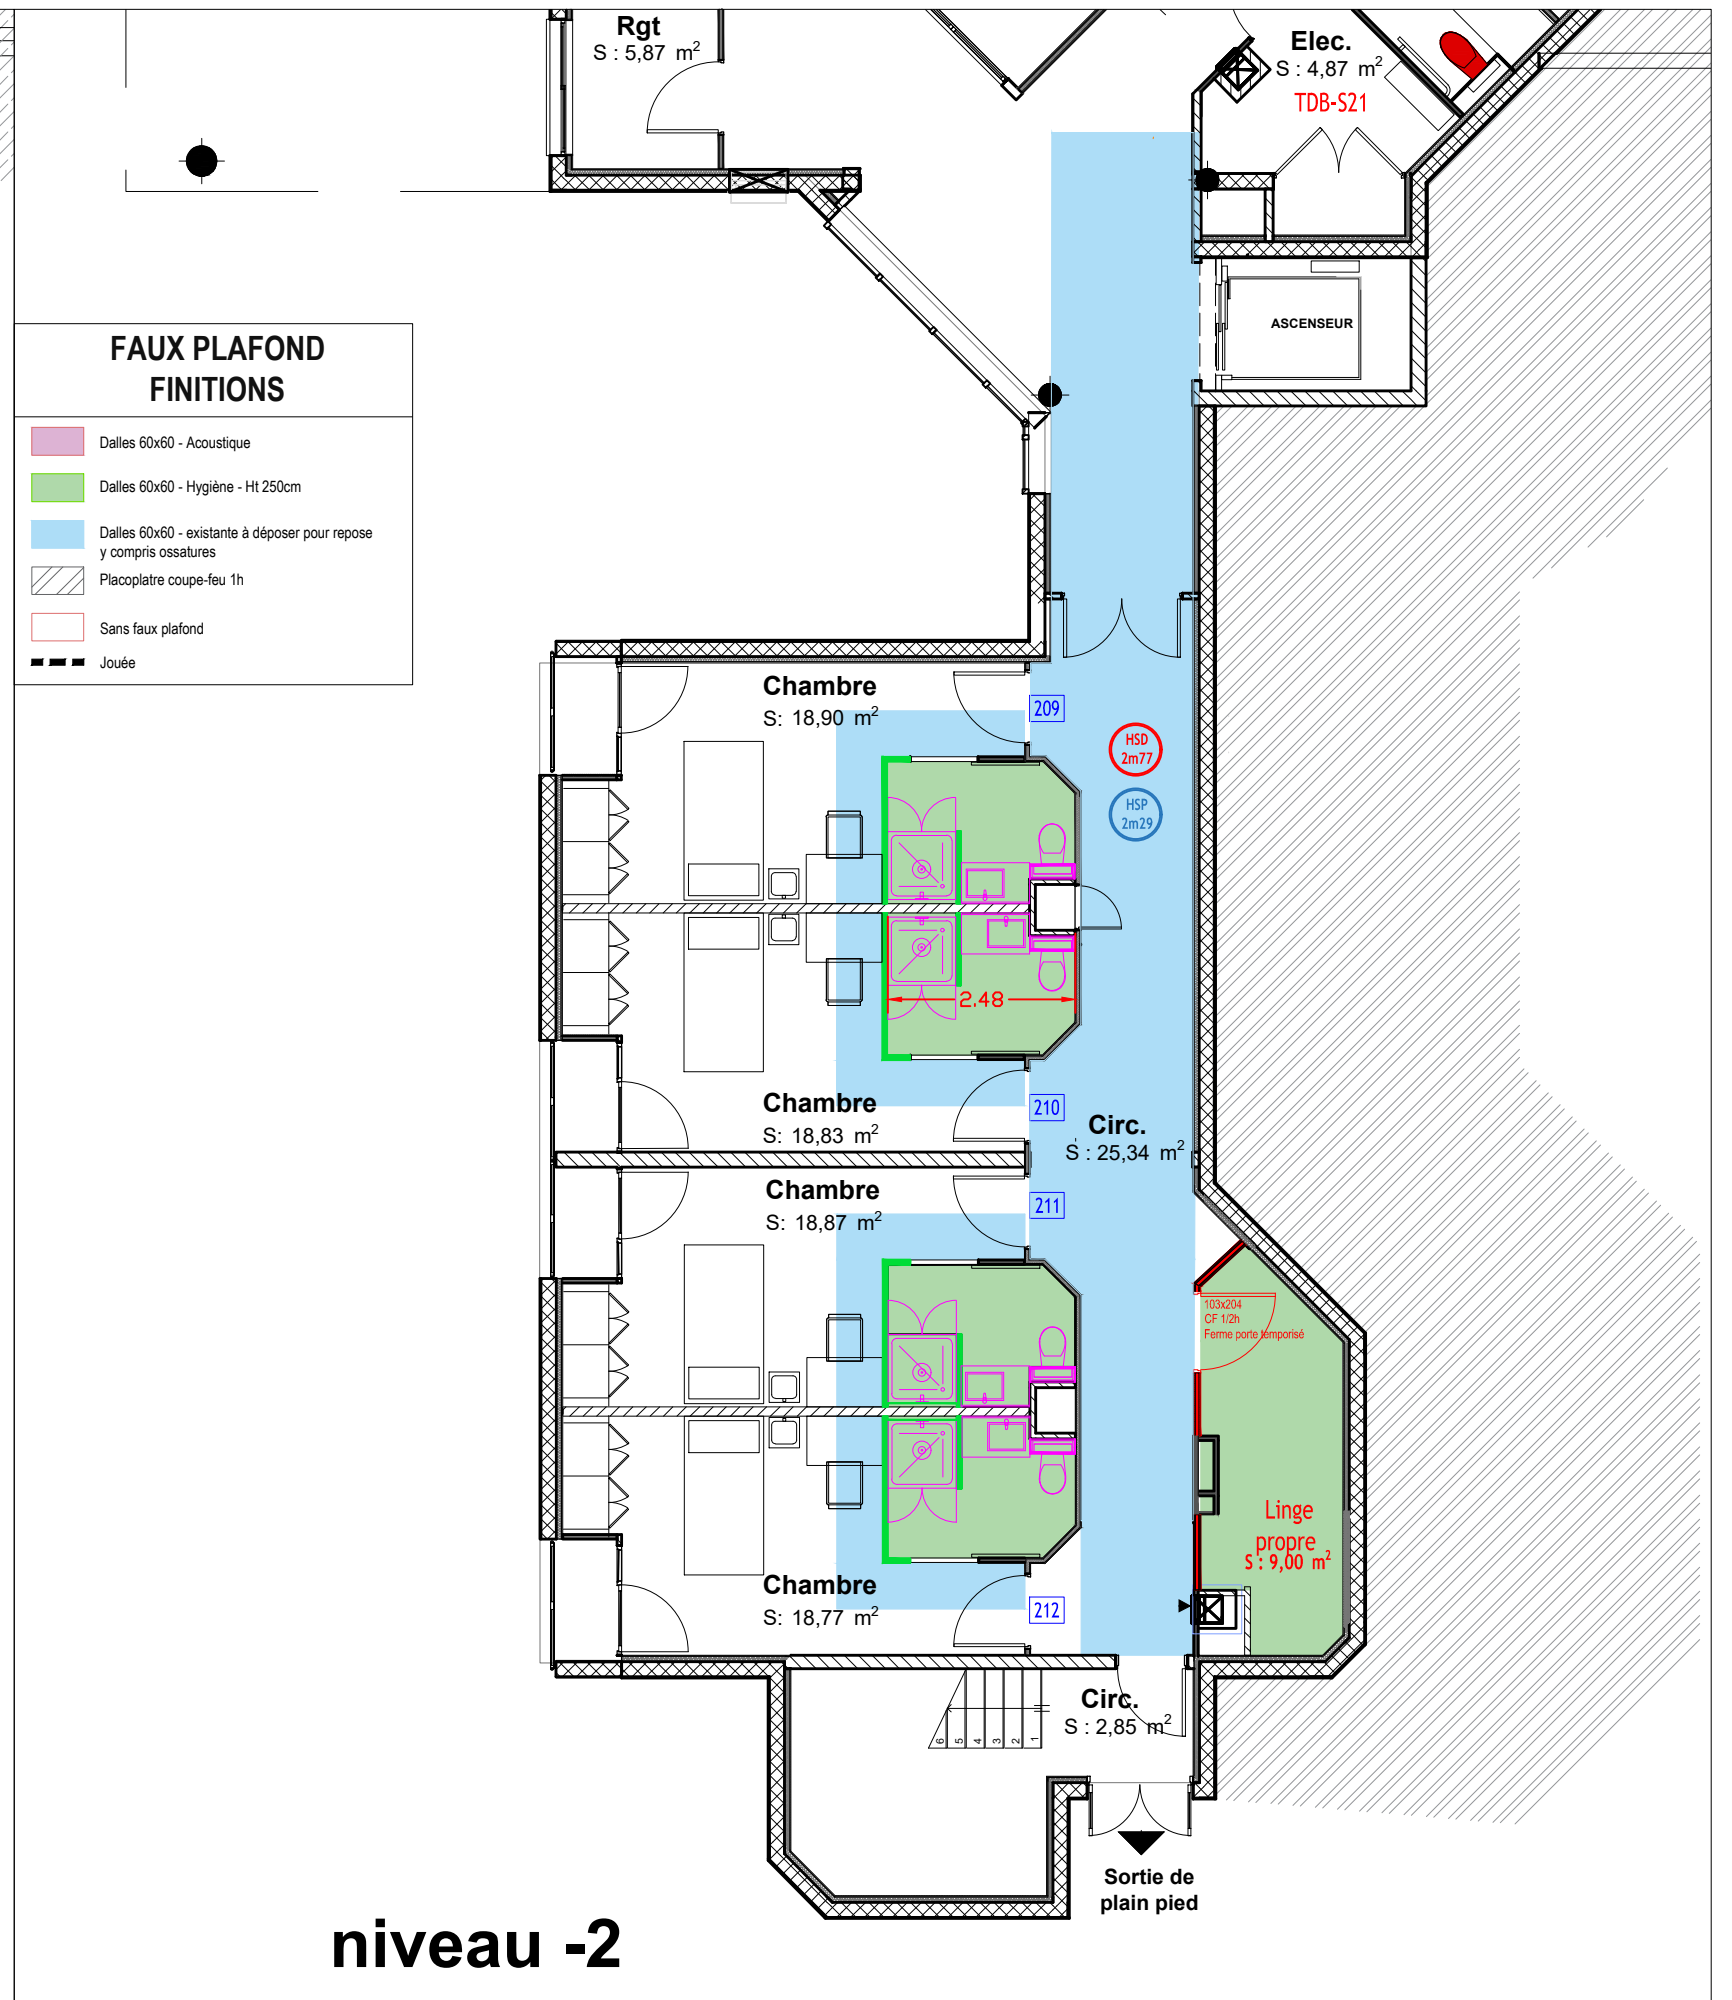 Rgt
S : 5,87 m²
Elec.
S : 4,87 m²
TDB-S21
ASCENSEUR
FAUX PLAFOND
FINITIONS
Dalles 60x60 - Acoustique
Dalles 60x60 - Hygiène - Ht 250cm
Dalles 60x60 - existante à déposer pour repose
y compris ossatures
Placoplatre coupe-feu 1h
Sans faux plafond
Jouée
Chambre
S: 18,90 m²
209
HSD
2m77
HSP
2m29
2.48
Chambre
S: 18,83 m²
210
Circ.
S : 25,34 m²
Chambre
S: 18,87 m²
211
103x204
CF 1/2h
Ferme porte temporisé
Linge
propre
S : 9,00 m²
Chambre
S: 18,77 m²
212
Circ.
S : 2,85 m²
6 5 4 3 2 1
Sortie de
plain pied
niveau -2